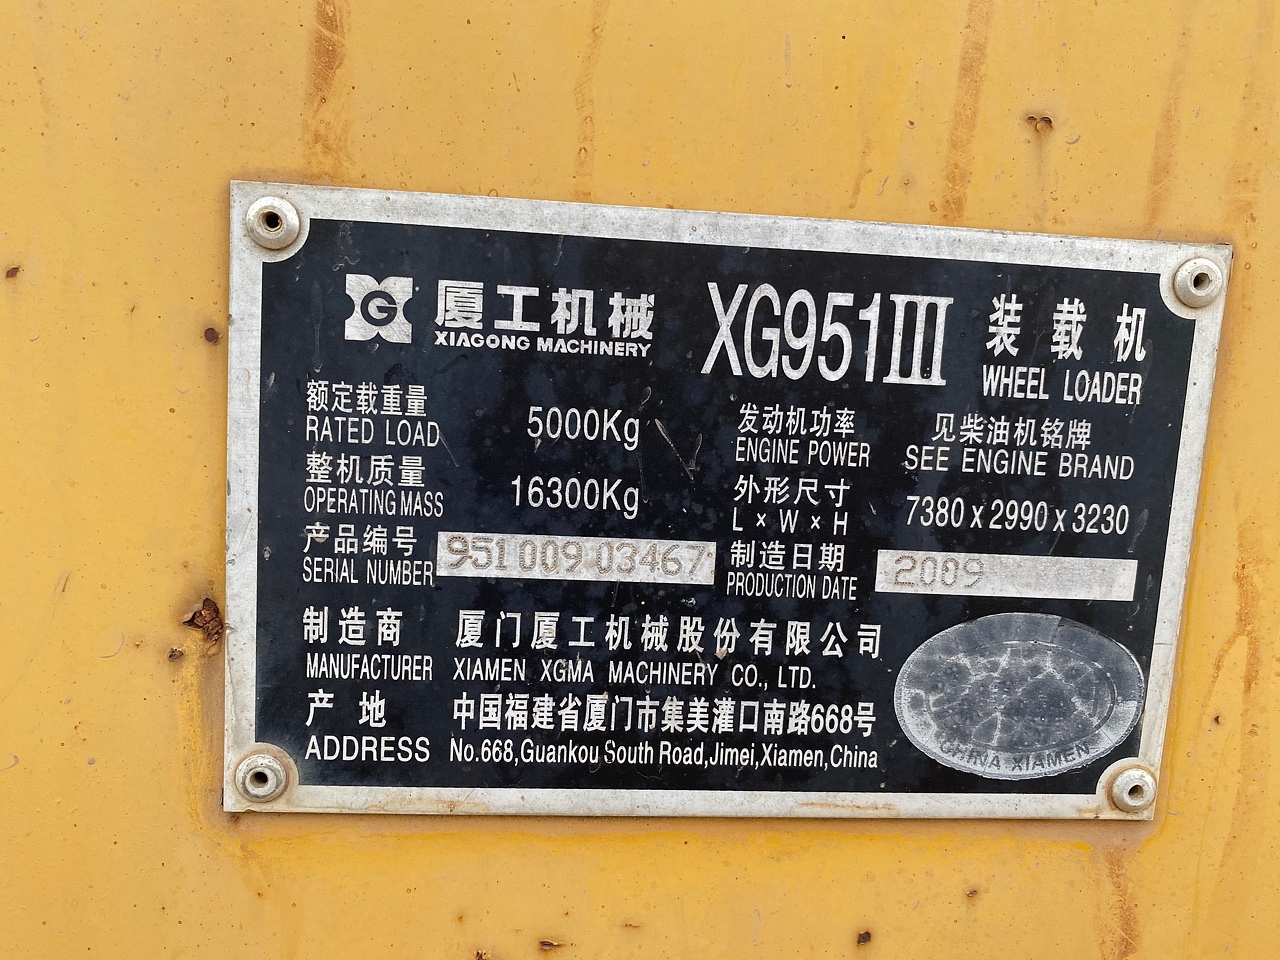 G 厦工机械 XG951III 装载机
XIAGONG MACHINERY WHEEL LOADER
额定载重量 5000Kg 发动机功率 见柴油机铭牌
RATED LOAD ENGINE POWER SEE ENGINE BRAND
整机质量 16300Kg 外形尺寸 7380 x 2990 x 3230
OPERATING MASS L × W × H
产品编号 951 009 03467 制造日期 2009
SERIAL NUMBER PRODUCTION DATE
制造商 厦门厦工机械股份有限公司
MANUFACTURER XIAMEN XGMA MACHINERY CO., LTD.
产地 中国福建省厦门市集美灌口南路668号
ADDRESS No.668,Guankou South Road,Jimei,Xiamen,China
CHINA XIAMEN